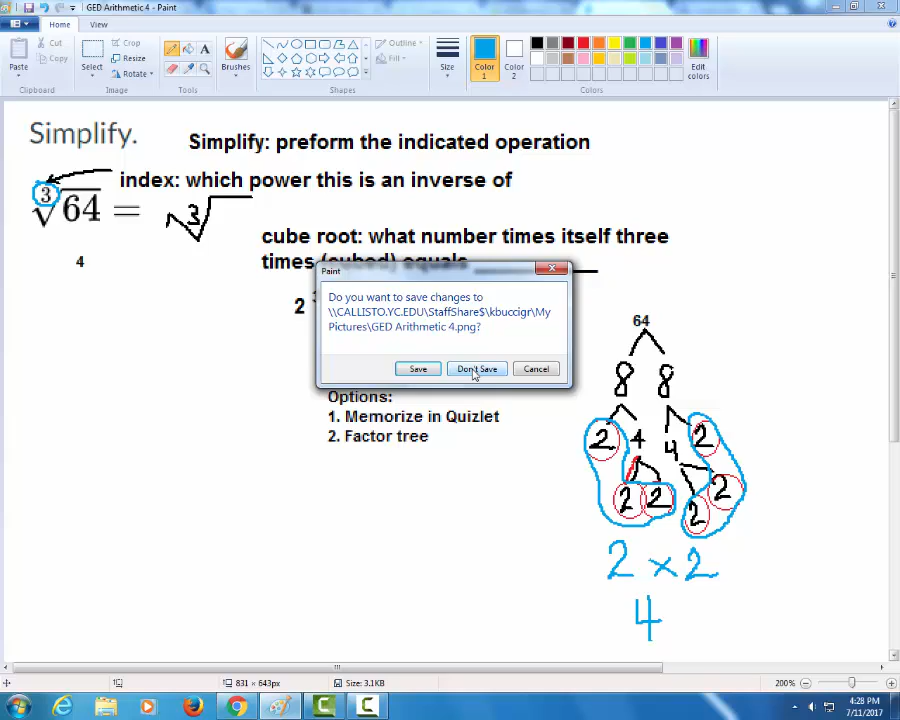 GED Arithmetic 4 - Paint
Home
View
Paste
Cut
Copy
Clipboard
Select
Crop
Resize
Rotate
Image
A
Tools
Brushes
Outline
Fill
Shapes
Size
Color 1
Color 2
Edit colors
Colors
Simplify.
Simplify: preform the indicated operation
index: which power this is an inverse of
3√64 =
3
4
cube root: what number times itself three
times (cubed) equals
2
Paint
Do you want to save changes to
\\CALLISTO.YC.EDU\StaffShare$\kbuccigr\My
Pictures\GED Arithmetic 4.png?
Save
Don't Save
Cancel
Options:
1. Memorize in Quizlet
2. Factor tree
64
8 8
2 4 4 2
2 2 2 2
2 × 2
4
831 × 643px
Size: 3.1KB
200%
4:28 PM
7/11/2017